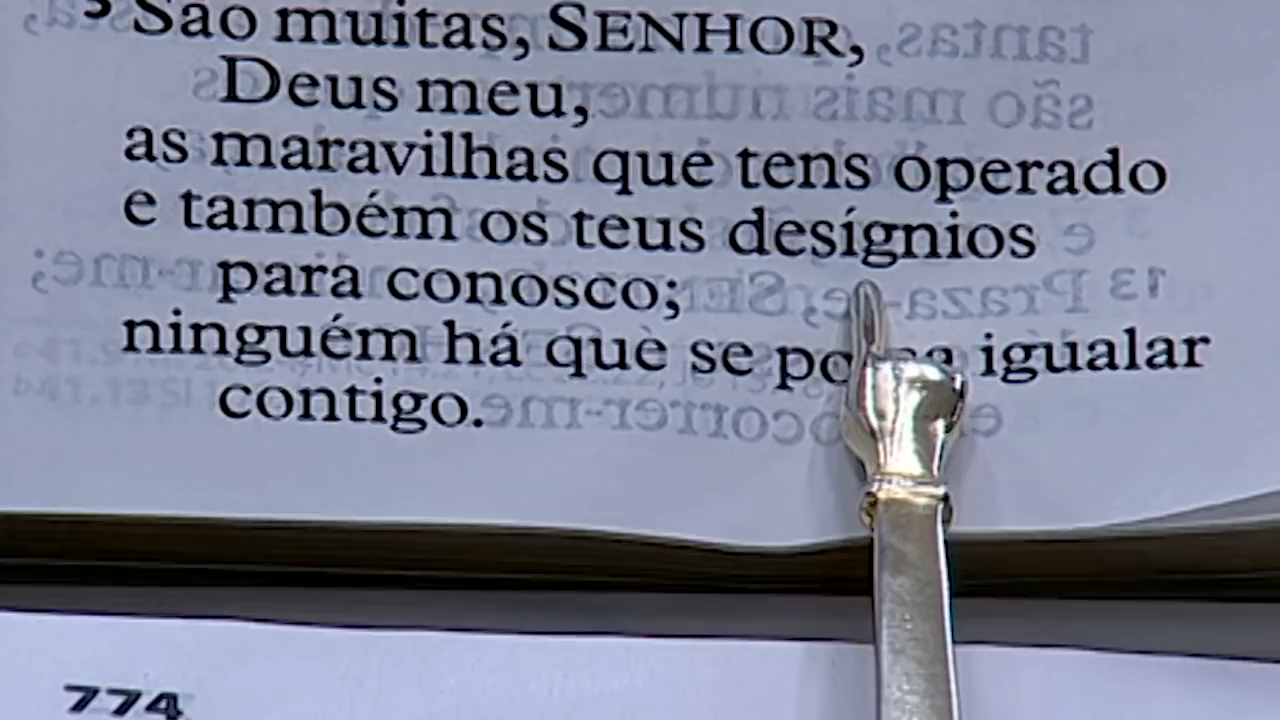 5 São muitas, SENHOR,
Deus meu,
as maravilhas que tens operado
e também os teus desígnios
para conosco;
ninguém há que se igualar
contigo.
774